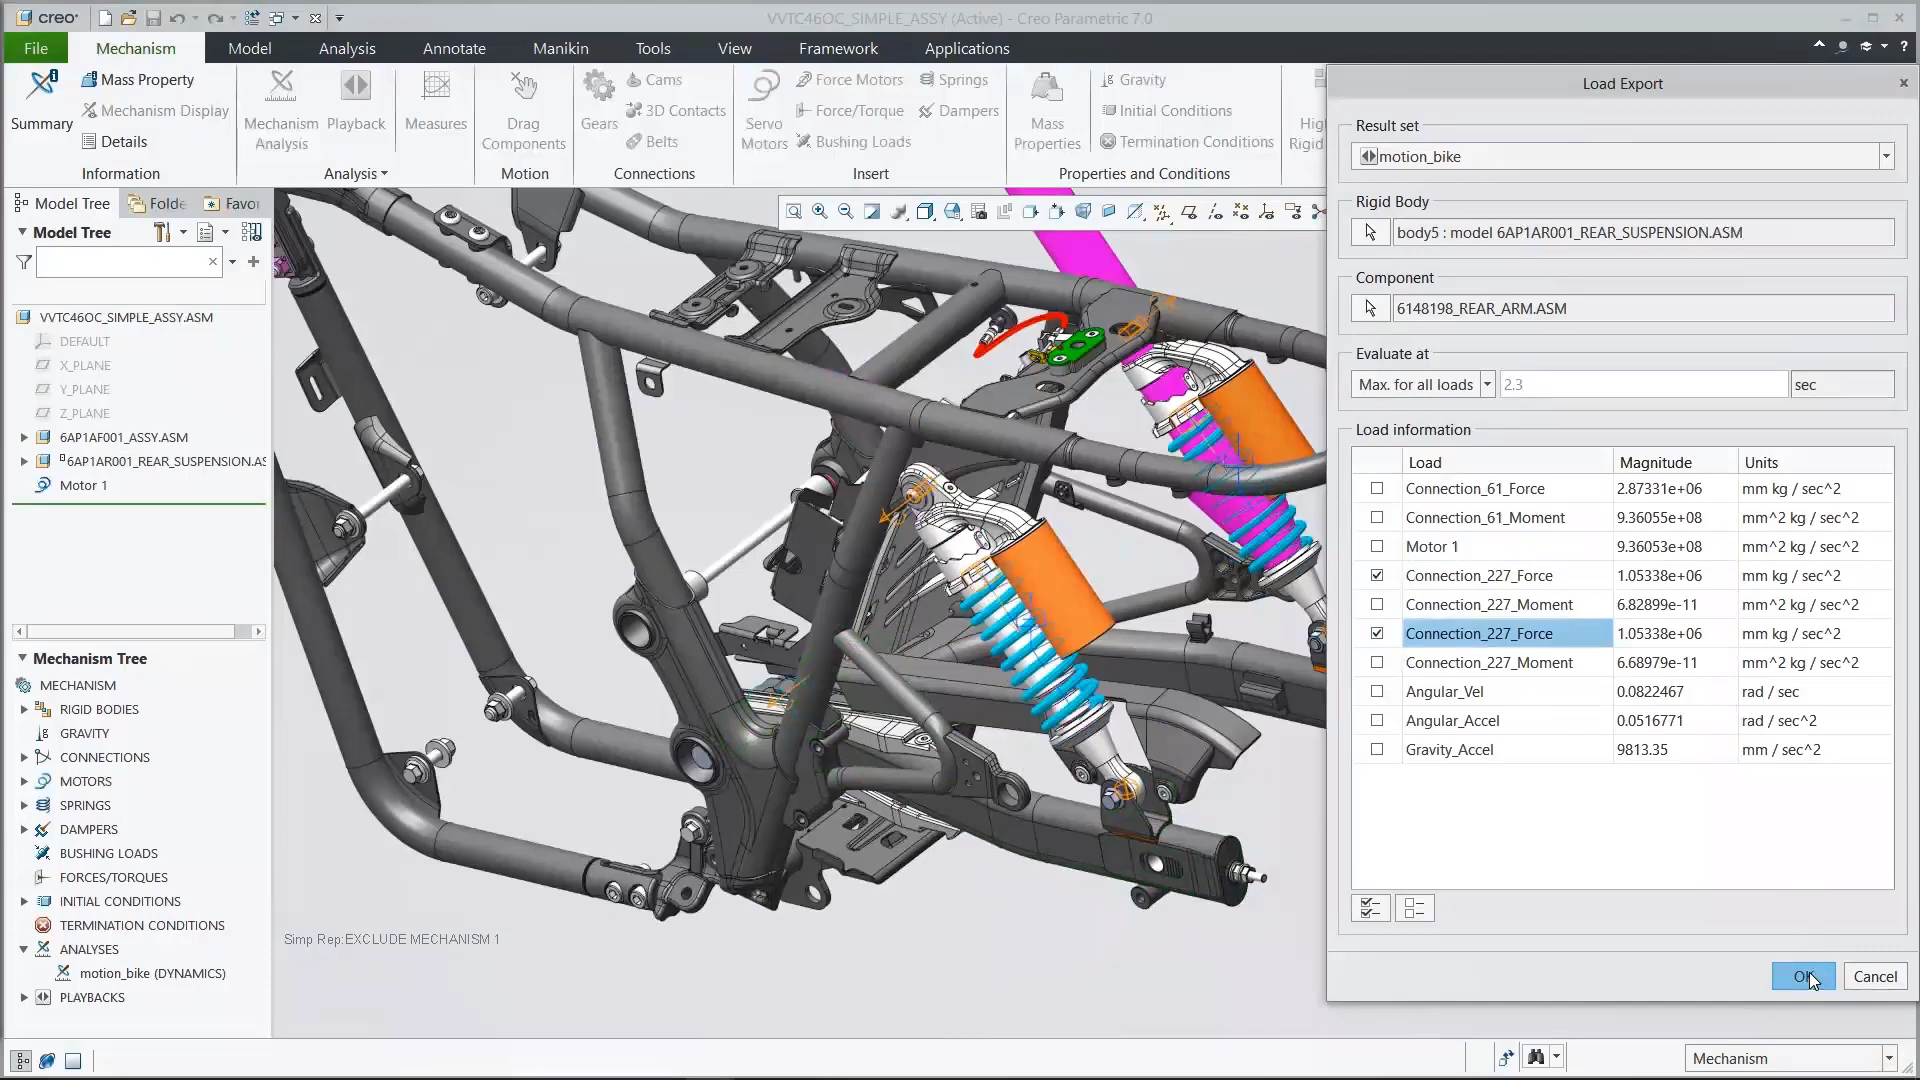 creo®
VVTC46OC_SIMPLE_ASSY (Active) - Creo Parametric 7.0
File Mechanism Model Analysis Annotate Manikin Tools View Framework Applications
Summary
Mass Property
Mechanism Display
Details
Information
Mechanism Analysis
Playback
Measures
Analysis
Drag Components
Motion
Gears
Cams
3D Contacts
Belts
Connections
Servo Motors
Force Motors
Force/Torque
Bushing Loads
Springs
Dampers
Insert
Mass Properties
Gravity
Initial Conditions
Termination Conditions
Properties and Conditions
Hig
Rigid
Model Tree Folde Favor
Model Tree
VVTC46OC_SIMPLE_ASSY.ASM
DEFAULT
X_PLANE
Y_PLANE
Z_PLANE
6AP1AF001_ASSY.ASM
6AP1AR001_REAR_SUSPENSION.AS
Motor 1
Mechanism Tree
MECHANISM
RIGID BODIES
GRAVITY
CONNECTIONS
MOTORS
SPRINGS
DAMPERS
BUSHING LOADS
FORCES/TORQUES
INITIAL CONDITIONS
TERMINATION CONDITIONS
ANALYSES
motion_bike (DYNAMICS)
PLAYBACKS
Simp Rep:EXCLUDE MECHANISM 1
Load Export
Result set
motion_bike
Rigid Body
body5 : model 6AP1AR001_REAR_SUSPENSION.ASM
Component
6148198_REAR_ARM.ASM
Evaluate at
Max. for all loads 2.3 sec
Load information
Load Magnitude Units
Connection_61_Force 2.87331e+06 mm kg / sec^2
Connection_61_Moment 9.36055e+08 mm^2 kg / sec^2
Motor 1 9.36053e+08 mm^2 kg / sec^2
Connection_227_Force 1.05338e+06 mm kg / sec^2
Connection_227_Moment 6.82899e-11 mm^2 kg / sec^2
Connection_227_Force 1.05338e+06 mm kg / sec^2
Connection_227_Moment 6.68979e-11 mm^2 kg / sec^2
Angular_Vel 0.0822467 rad / sec
Angular_Accel 0.0516771 rad / sec^2
Gravity_Accel 9813.35 mm / sec^2
OK Cancel
Mechanism